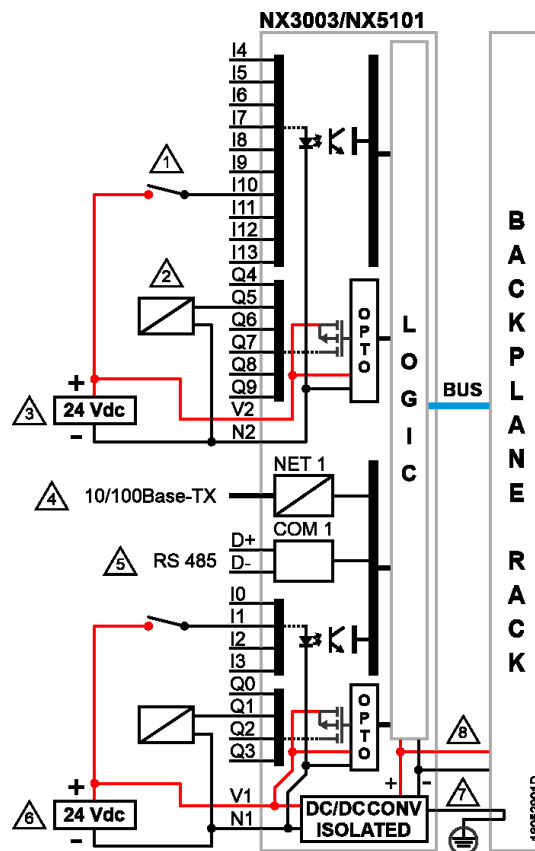 NX3003/NX5101
I4
I5
I6
I7
I8
I9
I10
I11
I12
I13
1
2
Q4
Q5
Q6
Q7
Q8
Q9
V2
N2
OPTO
LOGIC
BUS
BACKPLANE RACK
3
+
24 Vdc
-
4
10/100Base-TX
NET 1
COM 1
5
RS 485
D+
D-
I0
I1
I2
I3
Q0
Q1
Q2
Q3
OPTO
8
+
-
7
V1
N1
DC/DC CONV
ISOLATED
6
+
24 Vdc
-